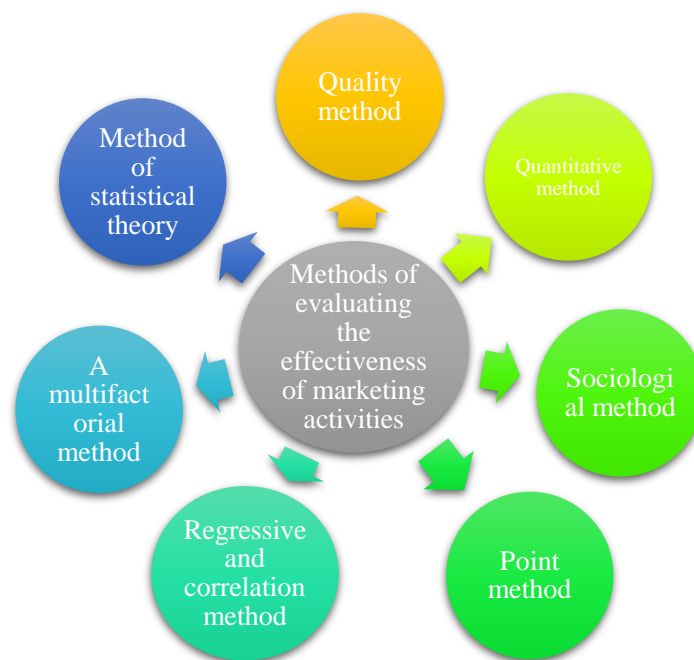 Quality
method
Quantitative
method
Sociologi
al method
Point
method
Regressive
and
correlation
method
A
multifact
orial
method
Method
of
statistical
theory
Methods of
evaluating
the
effectiveness
of marketing
activities